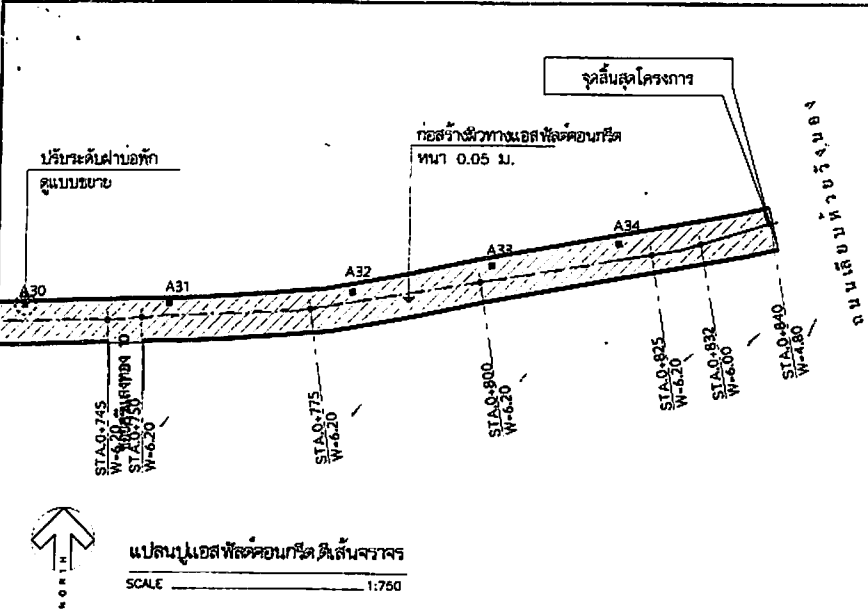 จุดสิ้นสุดโครงการ
ก่อสร้างผิวทางแอสฟัลต์คอนกรีต
หนา 0.05 ม.
ปรับระดับฝาบ่อพัก
ดูแบบขยาย
ถนนเลียบห้วยวังนอง
A30
A31
A32
A33
A34
STA.0+745
W=6.20
STA.0+750
W=6.20
STA.0+775
W=6.20
STA.0+800
W=6.20
STA.0+825
W=6.20
STA.0+832
W=6.00
STA.0+840
W=4.80
NORTH
แปลนปูแอสฟัลต์คอนกรีต,ตีเส้นจราจร
SCALE 1:750